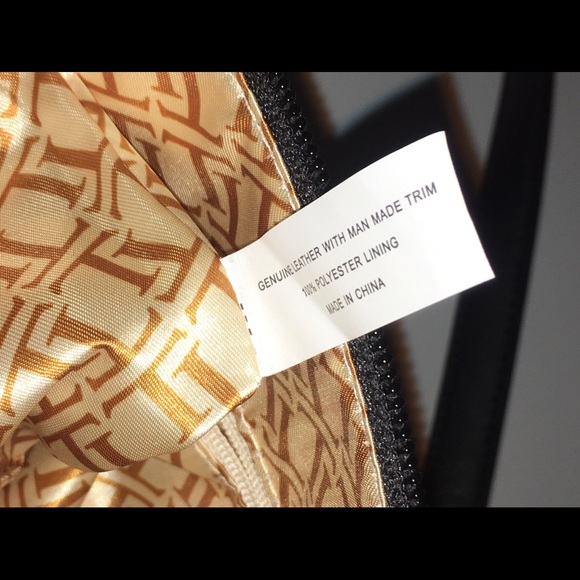 GENUINE LEATHER WITH MAN MADE TRIM
100% POLYESTER LINING
MADE IN CHINA